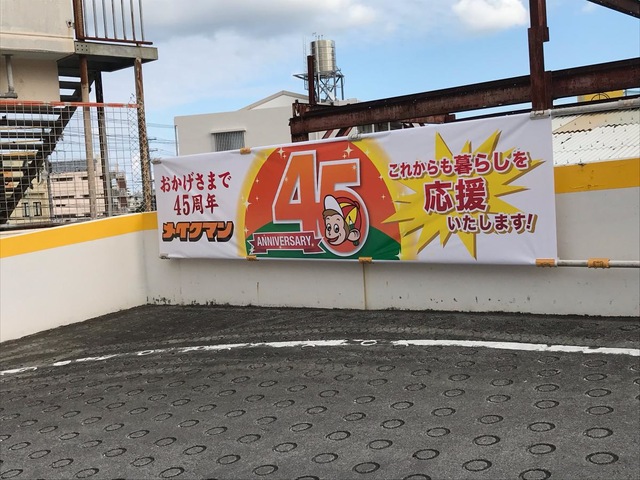 おかげさまで
45周年
メイクマン
45
ANNIVERSARY
これからも暮らしを
応援
いたします!